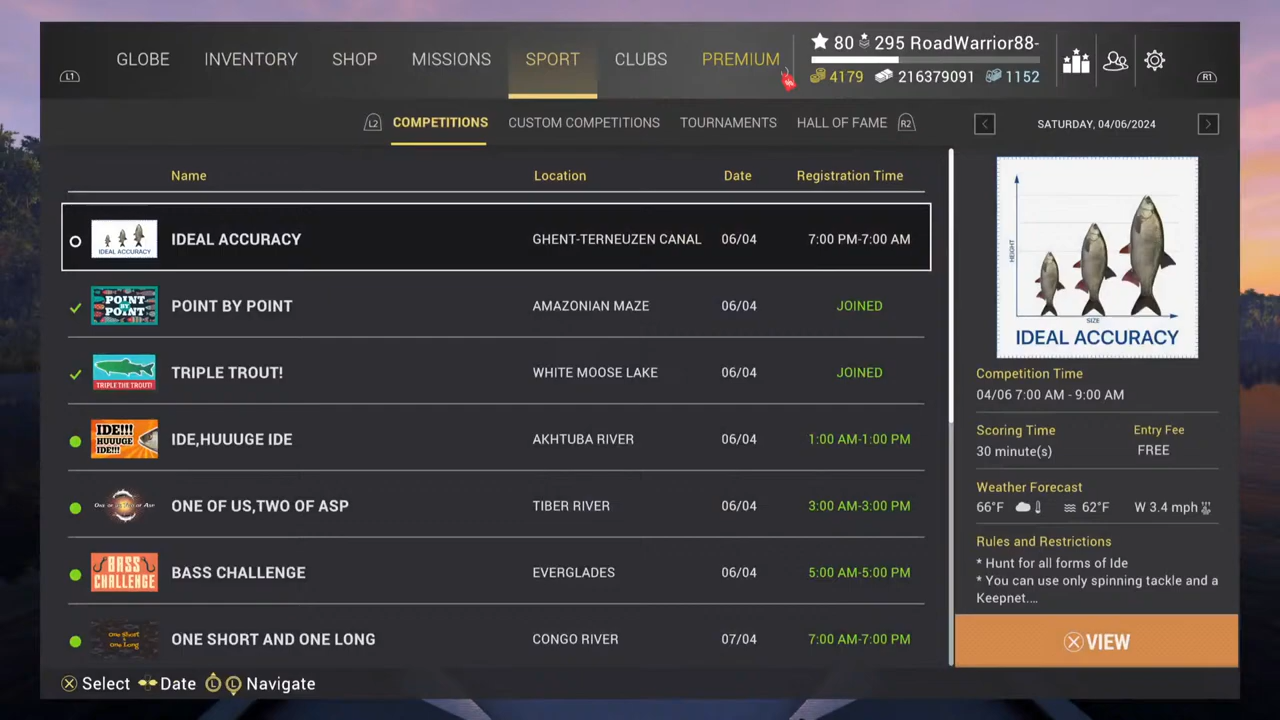 L1
GLOBE INVENTORY SHOP MISSIONS SPORT CLUBS PREMIUM
80 295 RoadWarrior88-
4179 216379091 1152
R1
L2 COMPETITIONS CUSTOM COMPETITIONS TOURNAMENTS HALL OF FAME R2
SATURDAY, 04/06/2024
Name Location Date Registration Time
IDEAL ACCURACY IDEAL ACCURACY GHENT-TERNEUZEN CANAL 06/04 7:00 PM-7:00 AM
POINT BY POINT POINT BY POINT AMAZONIAN MAZE 06/04 JOINED
TRIPLE THE TROUT! TRIPLE TROUT! WHITE MOOSE LAKE 06/04 JOINED
IDE!!! HUUUGE IDE!!! IDE,HUUUGE IDE AKHTUBA RIVER 06/04 1:00 AM-1:00 PM
One of Us, Two of Asp ONE OF US,TWO OF ASP TIBER RIVER 06/04 3:00 AM-3:00 PM
BASS CHALLENGE BASS CHALLENGE EVERGLADES 06/04 5:00 AM-5:00 PM
One Short & One Long ONE SHORT AND ONE LONG CONGO RIVER 07/04 7:00 AM-7:00 PM
HEIGHT
SIZE
IDEAL ACCURACY
Competition Time
04/06 7:00 AM - 9:00 AM
Scoring Time Entry Fee
30 minute(s) FREE
Weather Forecast
66°F 62°F W 3.4 mph
Rules and Restrictions
* Hunt for all forms of Ide
* You can use only spinning tackle and a
Keepnet....
VIEW
Select Date L L Navigate